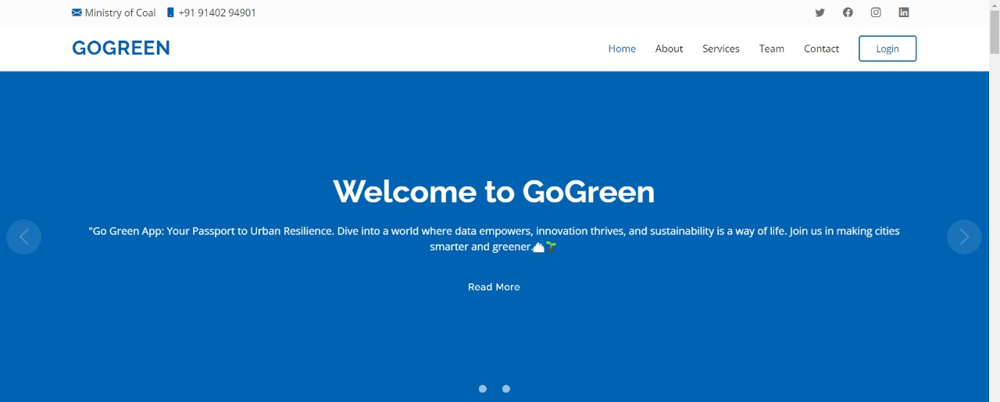 Ministry of Coal +91 91402 94901
GOGREEN
Home About Services Team Contact Login
Welcome to GoGreen
"Go Green App: Your Passport to Urban Resilience. Dive into a world where data empowers, innovation thrives, and sustainability is a way of life. Join us in making cities
smarter and greener.🏙️🌱
Read More